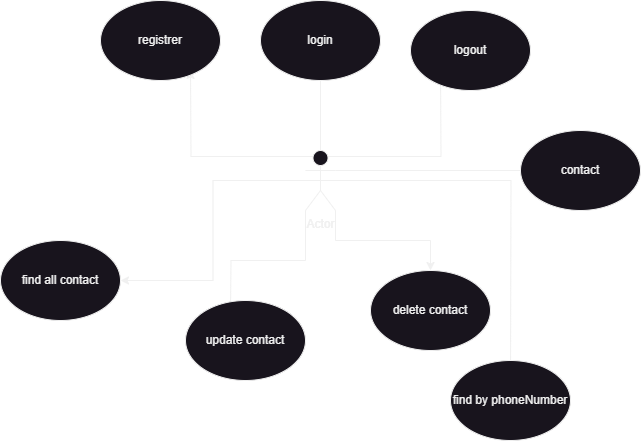 registrer
login
logout
contact
Actor
find all contact
delete contact
update contact
find by phoneNumber